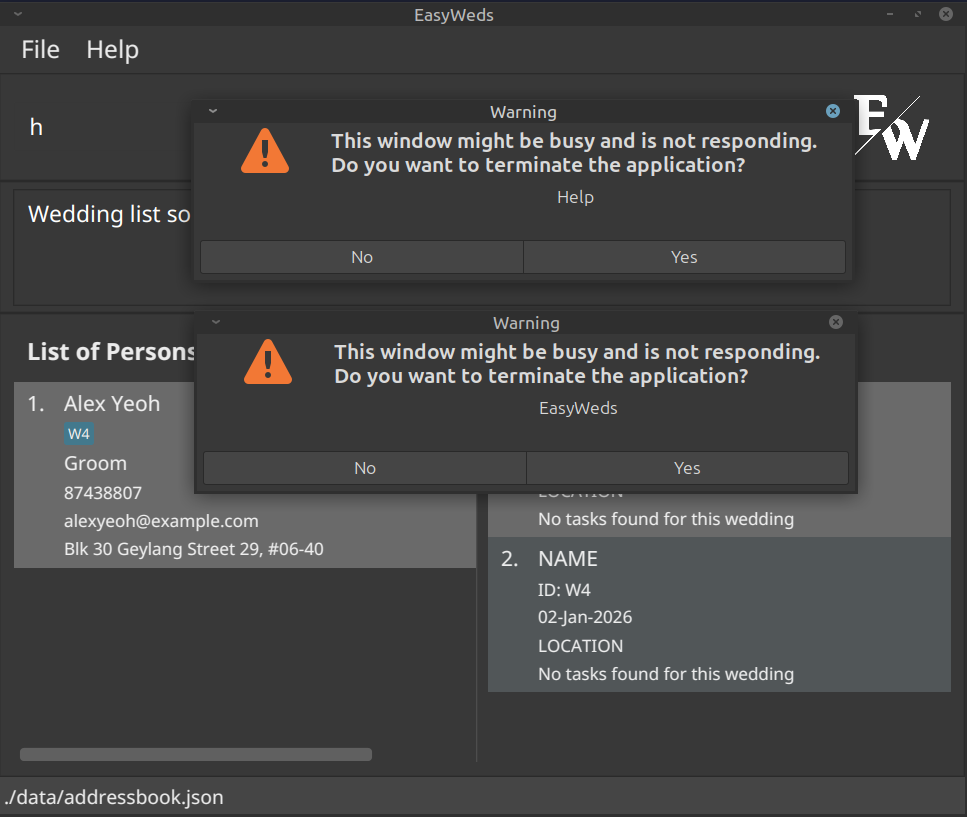 EasyWeds
File Help
h
EW
Warning
This window might be busy and is not responding.
Do you want to terminate the application?
Help
No Yes
Wedding list so
Warning
This window might be busy and is not responding.
Do you want to terminate the application?
EasyWeds
No Yes
List of Persons
1. Alex Yeoh
W4
Groom
87438807
alexyeoh@example.com
Blk 30 Geylang Street 29, #06-40
LOCATION
No tasks found for this wedding
2. NAME
ID: W4
02-Jan-2026
LOCATION
No tasks found for this wedding
./data/addressbook.json